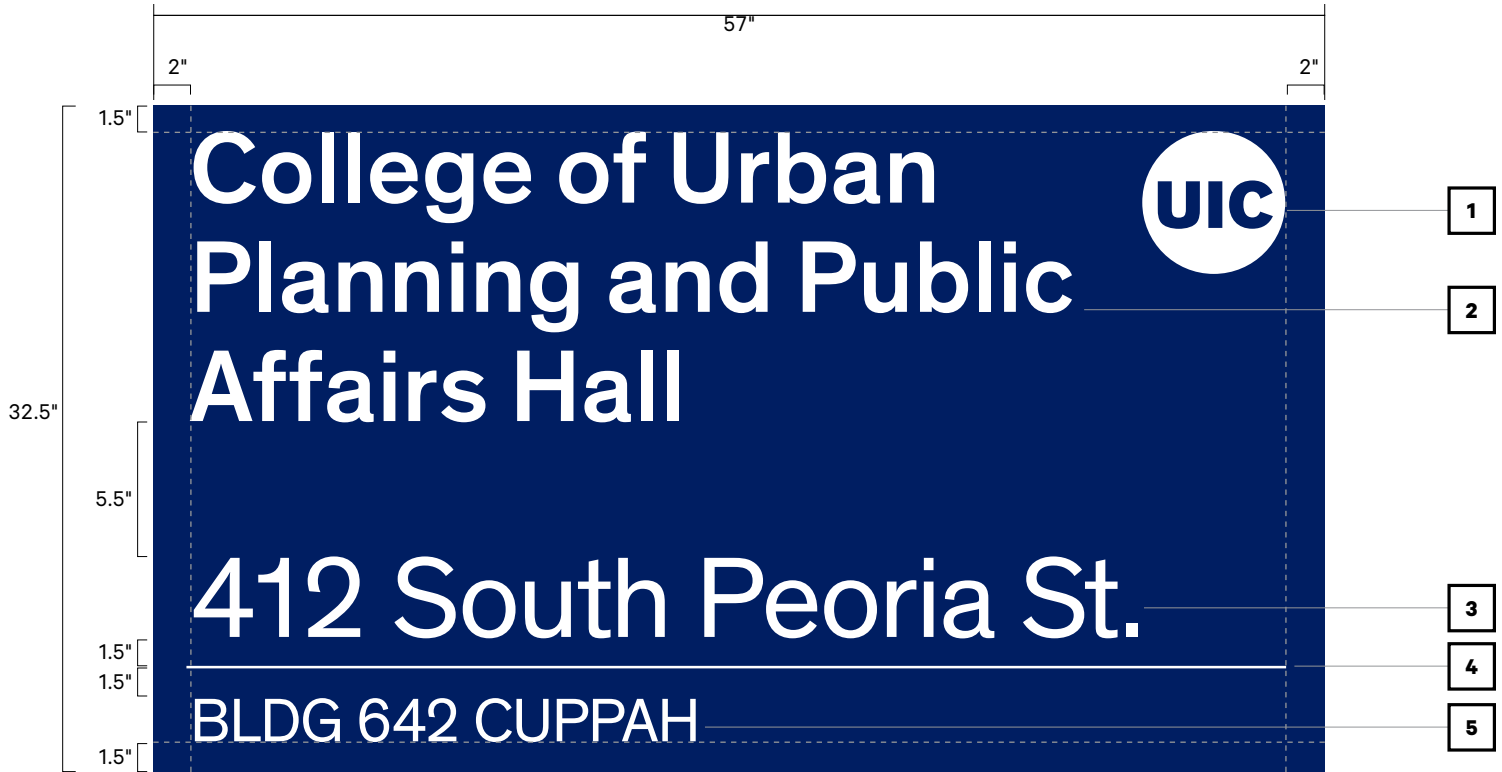 57"
2"
2"
1.5"
College of Urban
UIC
1
Planning and Public
2
Affairs Hall
32.5"
5.5"
412 South Peoria St.
3
1.5"
4
1.5"
BLDG 642 CUPPAH
5
1.5"